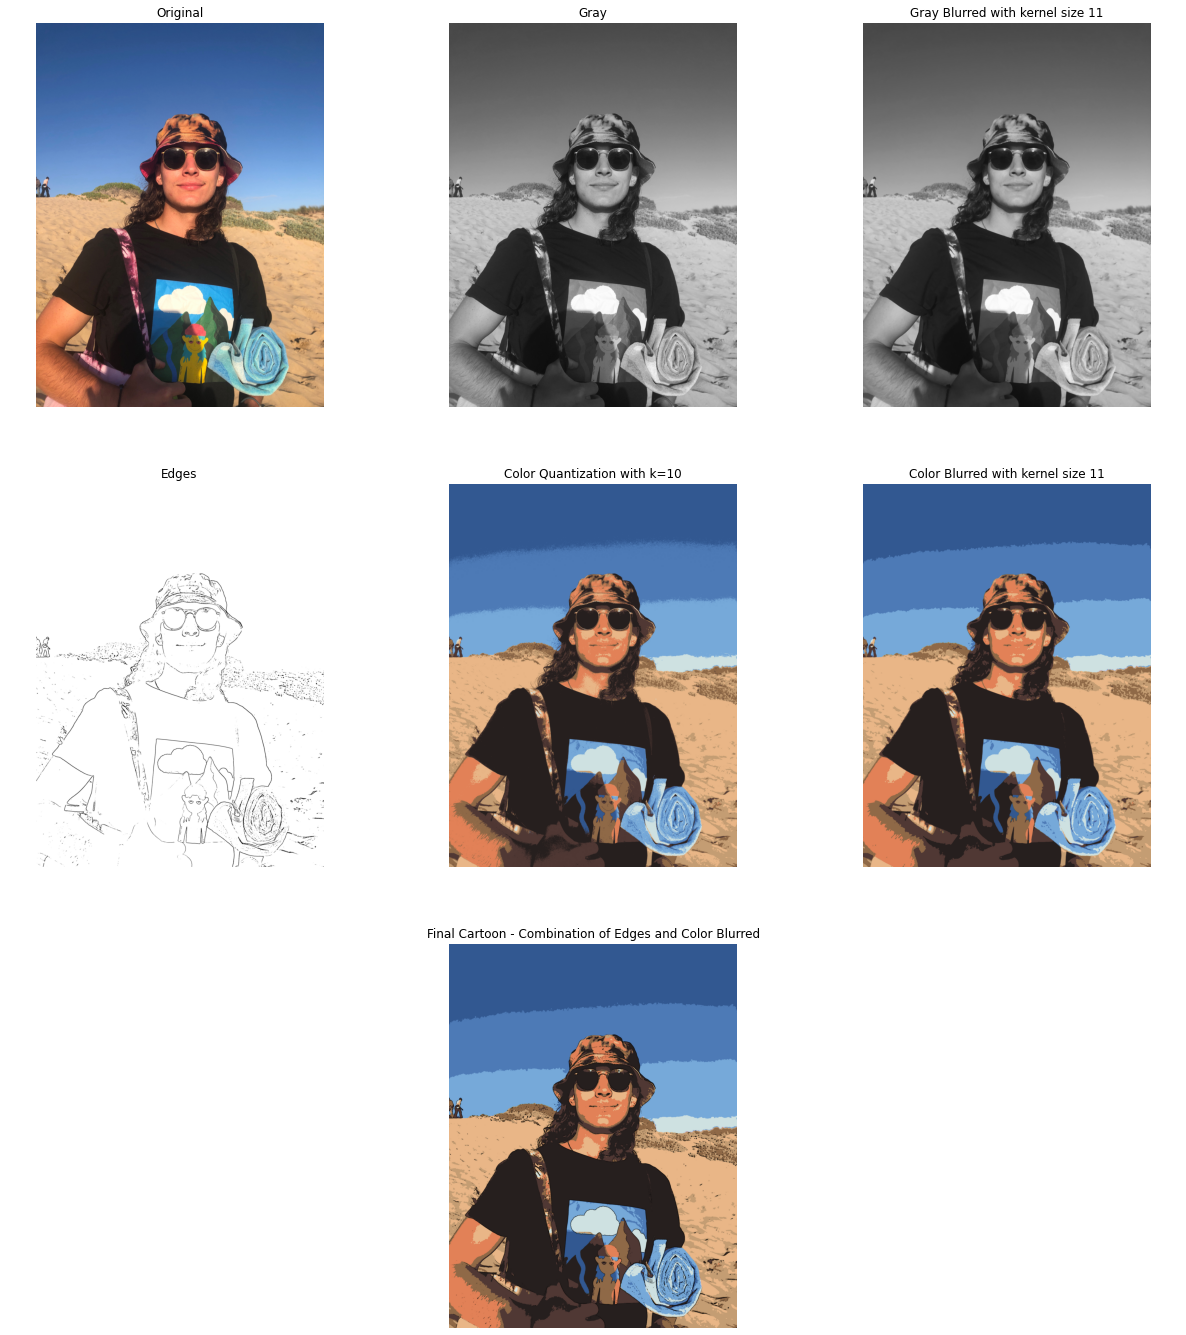 Original
Gray
Gray Blurred with kernel size 11
Edges
Color Quantization with k=10
Color Blurred with kernel size 11
Final Cartoon - Combination of Edges and Color Blurred